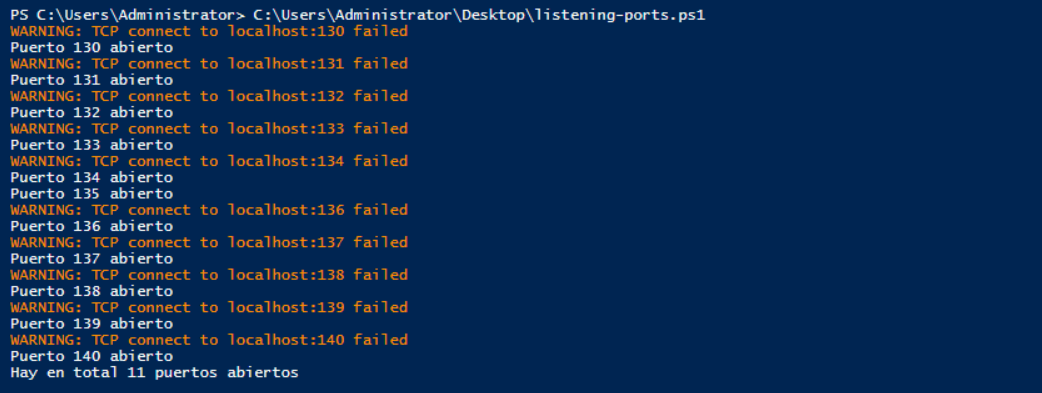 PS C:\Users\Administrator> C:\Users\Administrator\Desktop\listening-ports.ps1
WARNING: TCP connect to localhost:130 failed
Puerto 130 abierto
WARNING: TCP connect to localhost:131 failed
Puerto 131 abierto
WARNING: TCP connect to localhost:132 failed
Puerto 132 abierto
WARNING: TCP connect to localhost:133 failed
Puerto 133 abierto
WARNING: TCP connect to localhost:134 failed
Puerto 134 abierto
Puerto 135 abierto
WARNING: TCP connect to localhost:136 failed
Puerto 136 abierto
WARNING: TCP connect to localhost:137 failed
Puerto 137 abierto
WARNING: TCP connect to localhost:138 failed
Puerto 138 abierto
WARNING: TCP connect to localhost:139 failed
Puerto 139 abierto
WARNING: TCP connect to localhost:140 failed
Puerto 140 abierto
Hay en total 11 puertos abiertos